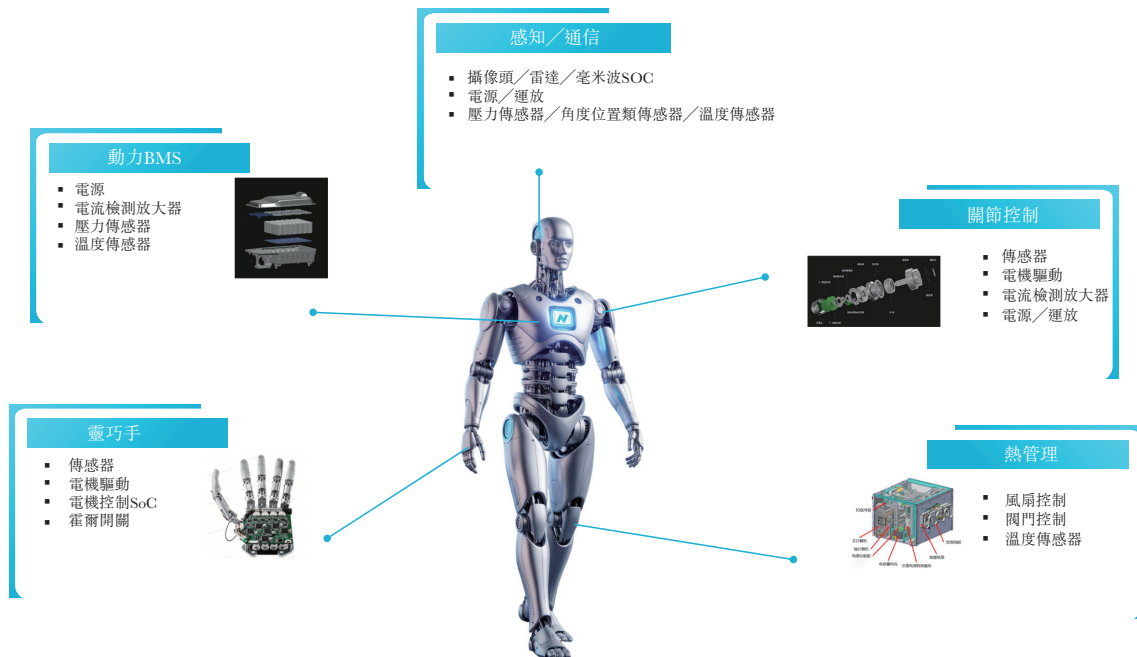 感知／通信
▪ 攝像頭／雷達／毫米波SOC
▪ 電源／運放
▪ 壓力傳感器／角度位置類傳感器／溫度傳感器
動力BMS
▪ 電源
▪ 電流檢測放大器
▪ 壓力傳感器
▪ 溫度傳感器
關節控制
▪ 傳感器
▪ 電機驅動
▪ 電流檢測放大器
▪ 電源／運放
N
靈巧手
▪ 傳感器
▪ 電機驅動
▪ 電機控制SoC
▪ 霍爾開關
熱管理
▪ 風扇控制
▪ 閥門控制
▪ 溫度傳感器